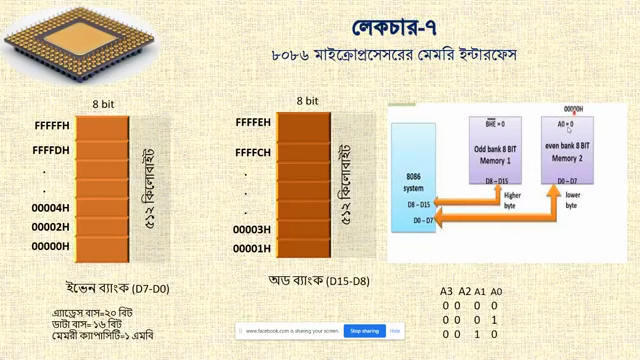 লেকচার-৭
৮০৮৬ মাইক্রোপ্রসেসরের মেমরি ইন্টারফেস
8 bit
FFFFFH
FFFDH
.
.
00004H
00002H
00000H
৫১২ কিলোবাইট
ইভেন ব্যাংক (D7-D0)
8 bit
FFFFEH
FFFFCH
.
.
.
00003H
00001H
৫১২ কিলোবাইট
অড ব্যাংক (D15-D8)
00000H
BHE = 0
Odd bank 8 BIT
Memory 1
D8 – D15
A0 = 0
even bank 8 BIT
Memory 2
D0 – D7
8086
system
D8 – D15
D0 – D7
Higher
byte
lower
byte
এ্যাড্রেস বাস=২০ বিট
ডাটা বাস= ১৬ বিট
মেমরী ক্যাপাসিটি=১ এমবি
A3 A2 A1 A0
0 0 0 0
0 0 0 1
0 0 1 0
www.facebook.com is sharing your screen.
Stop sharing
Hide